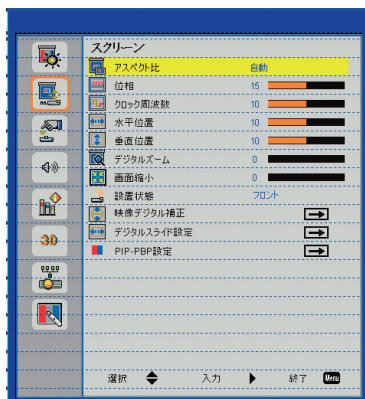 スクリーン
アスペクト比 自動
位相 15
クロック周波数 10
水平位置 10
垂直位置 10
デジタルズーム 0
画面縮小 0
設置状態 フロント
映像デジタル補正
デジタルスライド設定
PIP-PBP設定
3D
選択 入力 終了 Menu